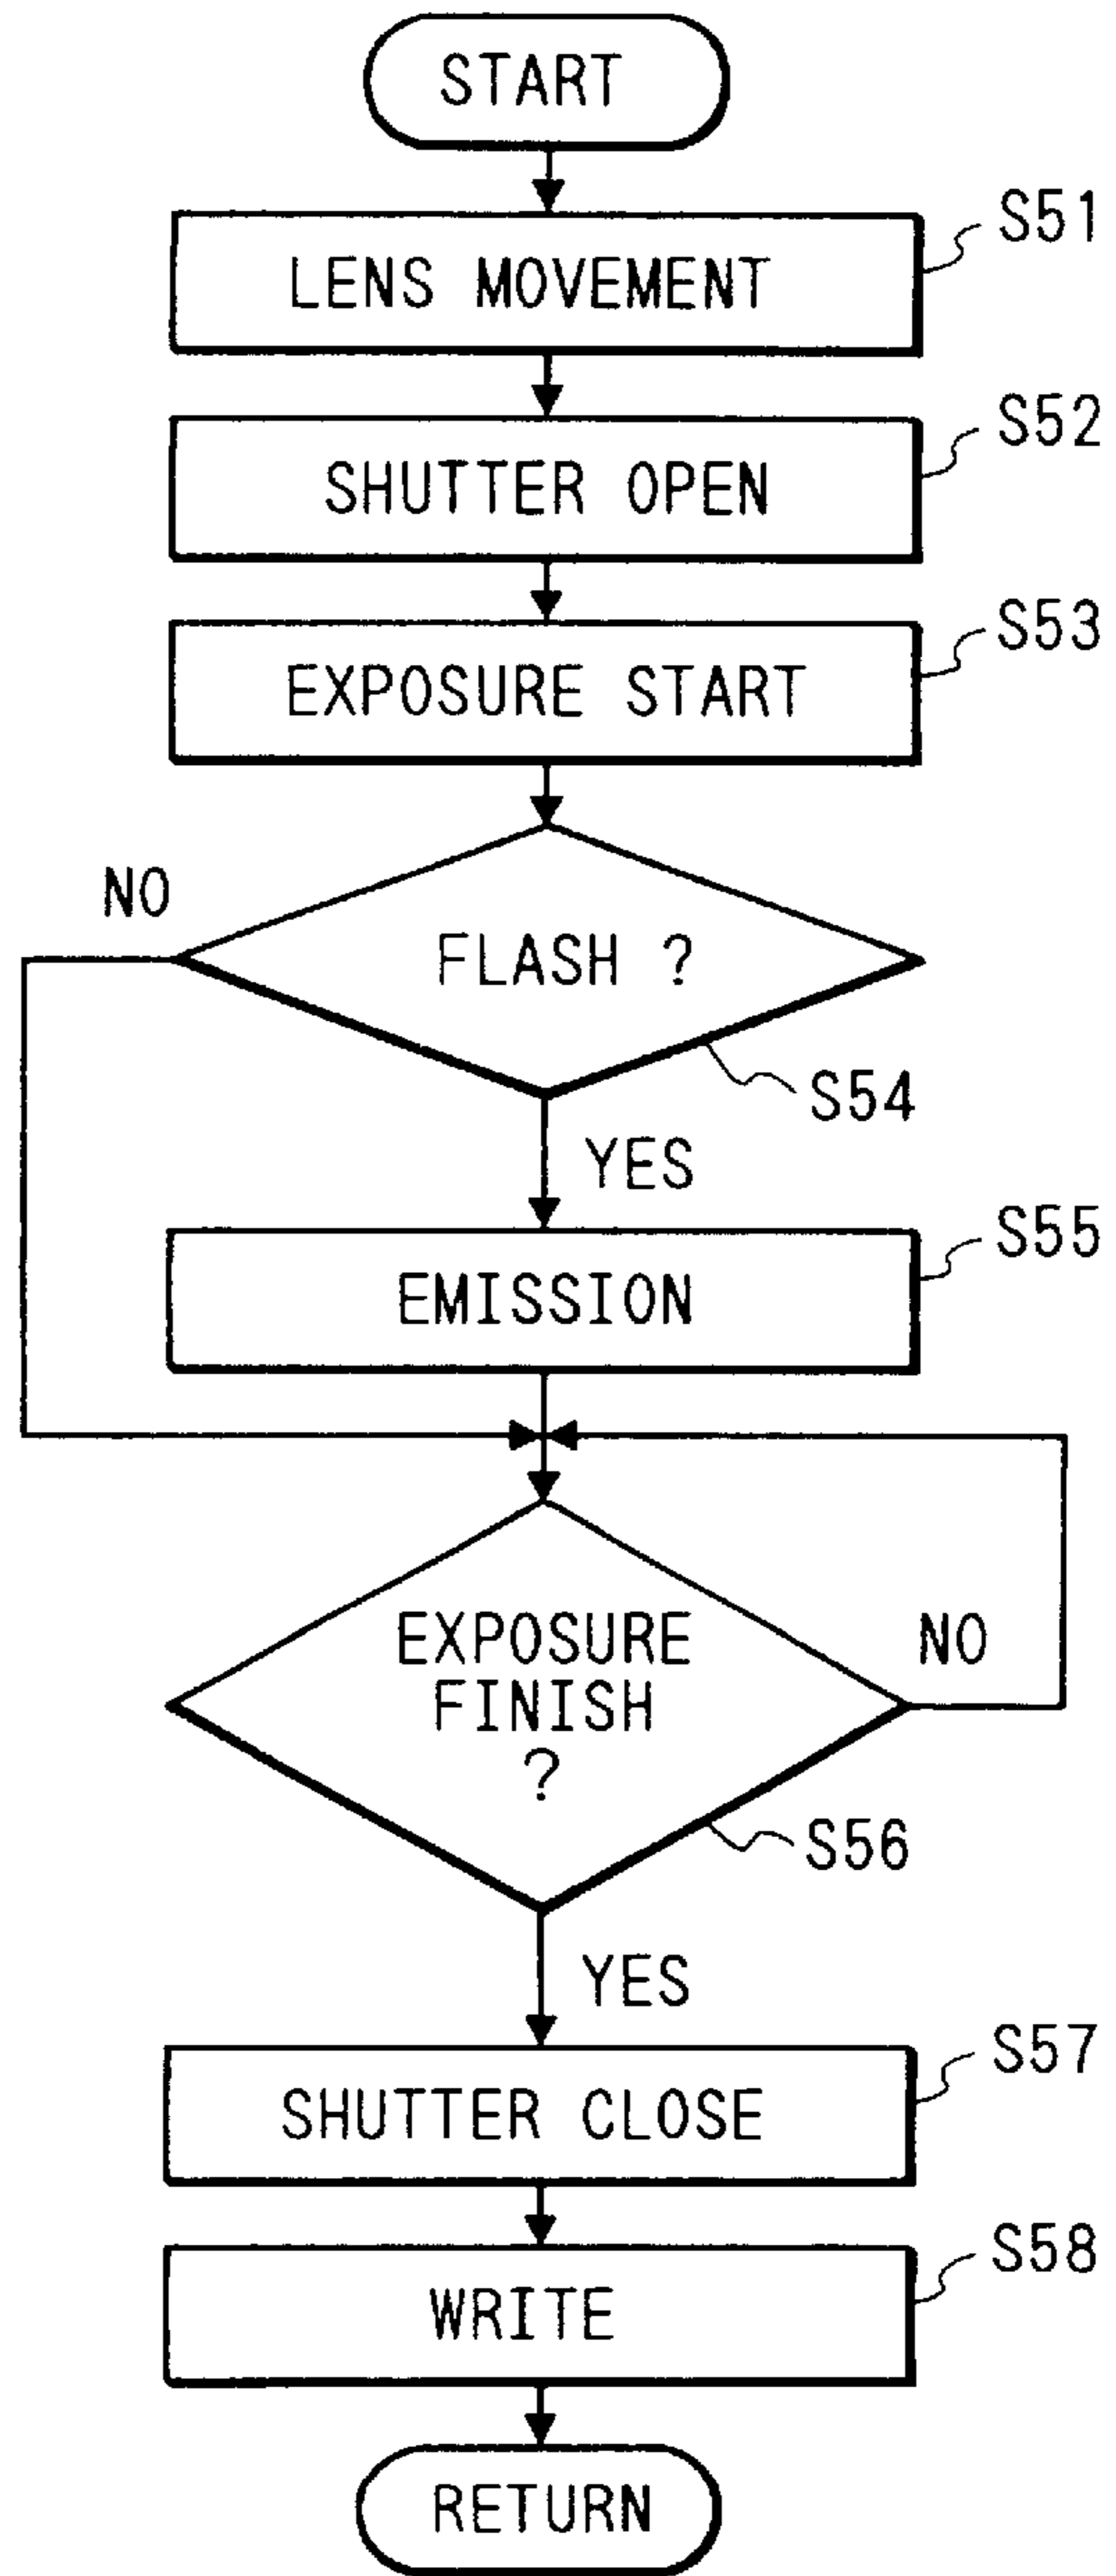 START
LENS MOVEMENT
S51
SHUTTER OPEN
S52
EXPOSURE START
S53
NO
FLASH ?
S54
YES
EMISSION
S55
EXPOSURE
FINISH
?
NO
S56
YES
SHUTTER CLOSE
S57
WRITE
S58
RETURN